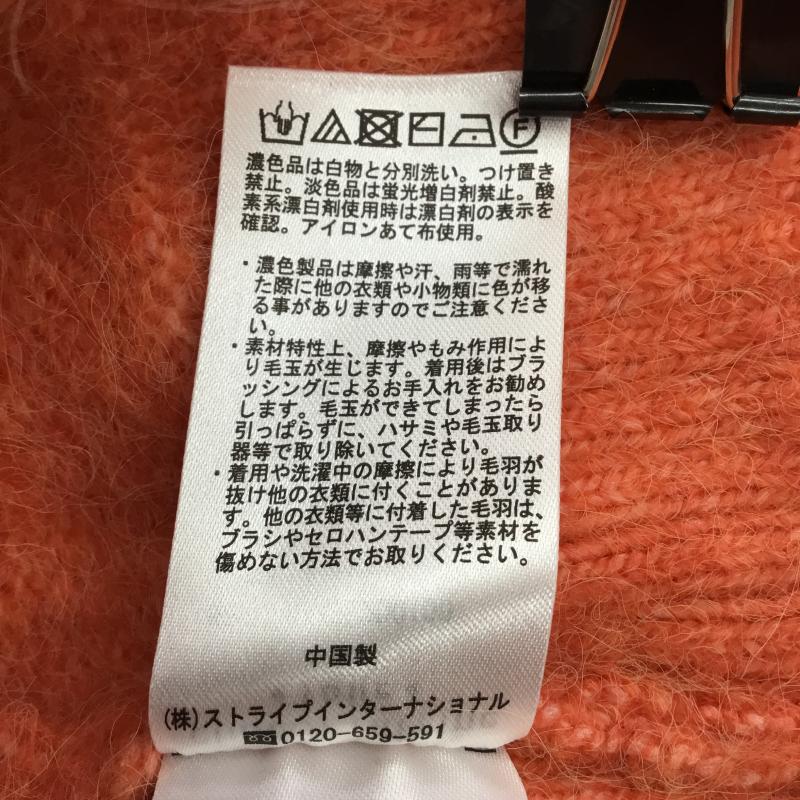 濃色品は白物と分別洗い。つけ置き
禁止。淡色品は蛍光増白剤禁止。酸
素系漂白剤使用時は漂白剤の表示を
確認。アイロンあて布使用。
・濃色製品は摩擦や汗、雨等で濡れ
た際に他の衣類や小物類に色が移
る事がありますのでご注意くださ
い。
・素材特性上、摩擦やもみ作用によ
り毛玉が生じます。着用後はブラ
ッシングによるお手入れをお勧め
します。毛玉ができてしまったら
引っぱらずに、ハサミや毛玉取り
器等で取り除いてください。
・着用や洗濯中の摩擦により毛羽が
抜け他の衣類に付くことがありま
す。他の衣類等に付着した毛羽は、
ブラシやセロハンテープ等素材を
傷めない方法でお取りください。
中国製
(株)ストライプインターナショナル
0120-659-591